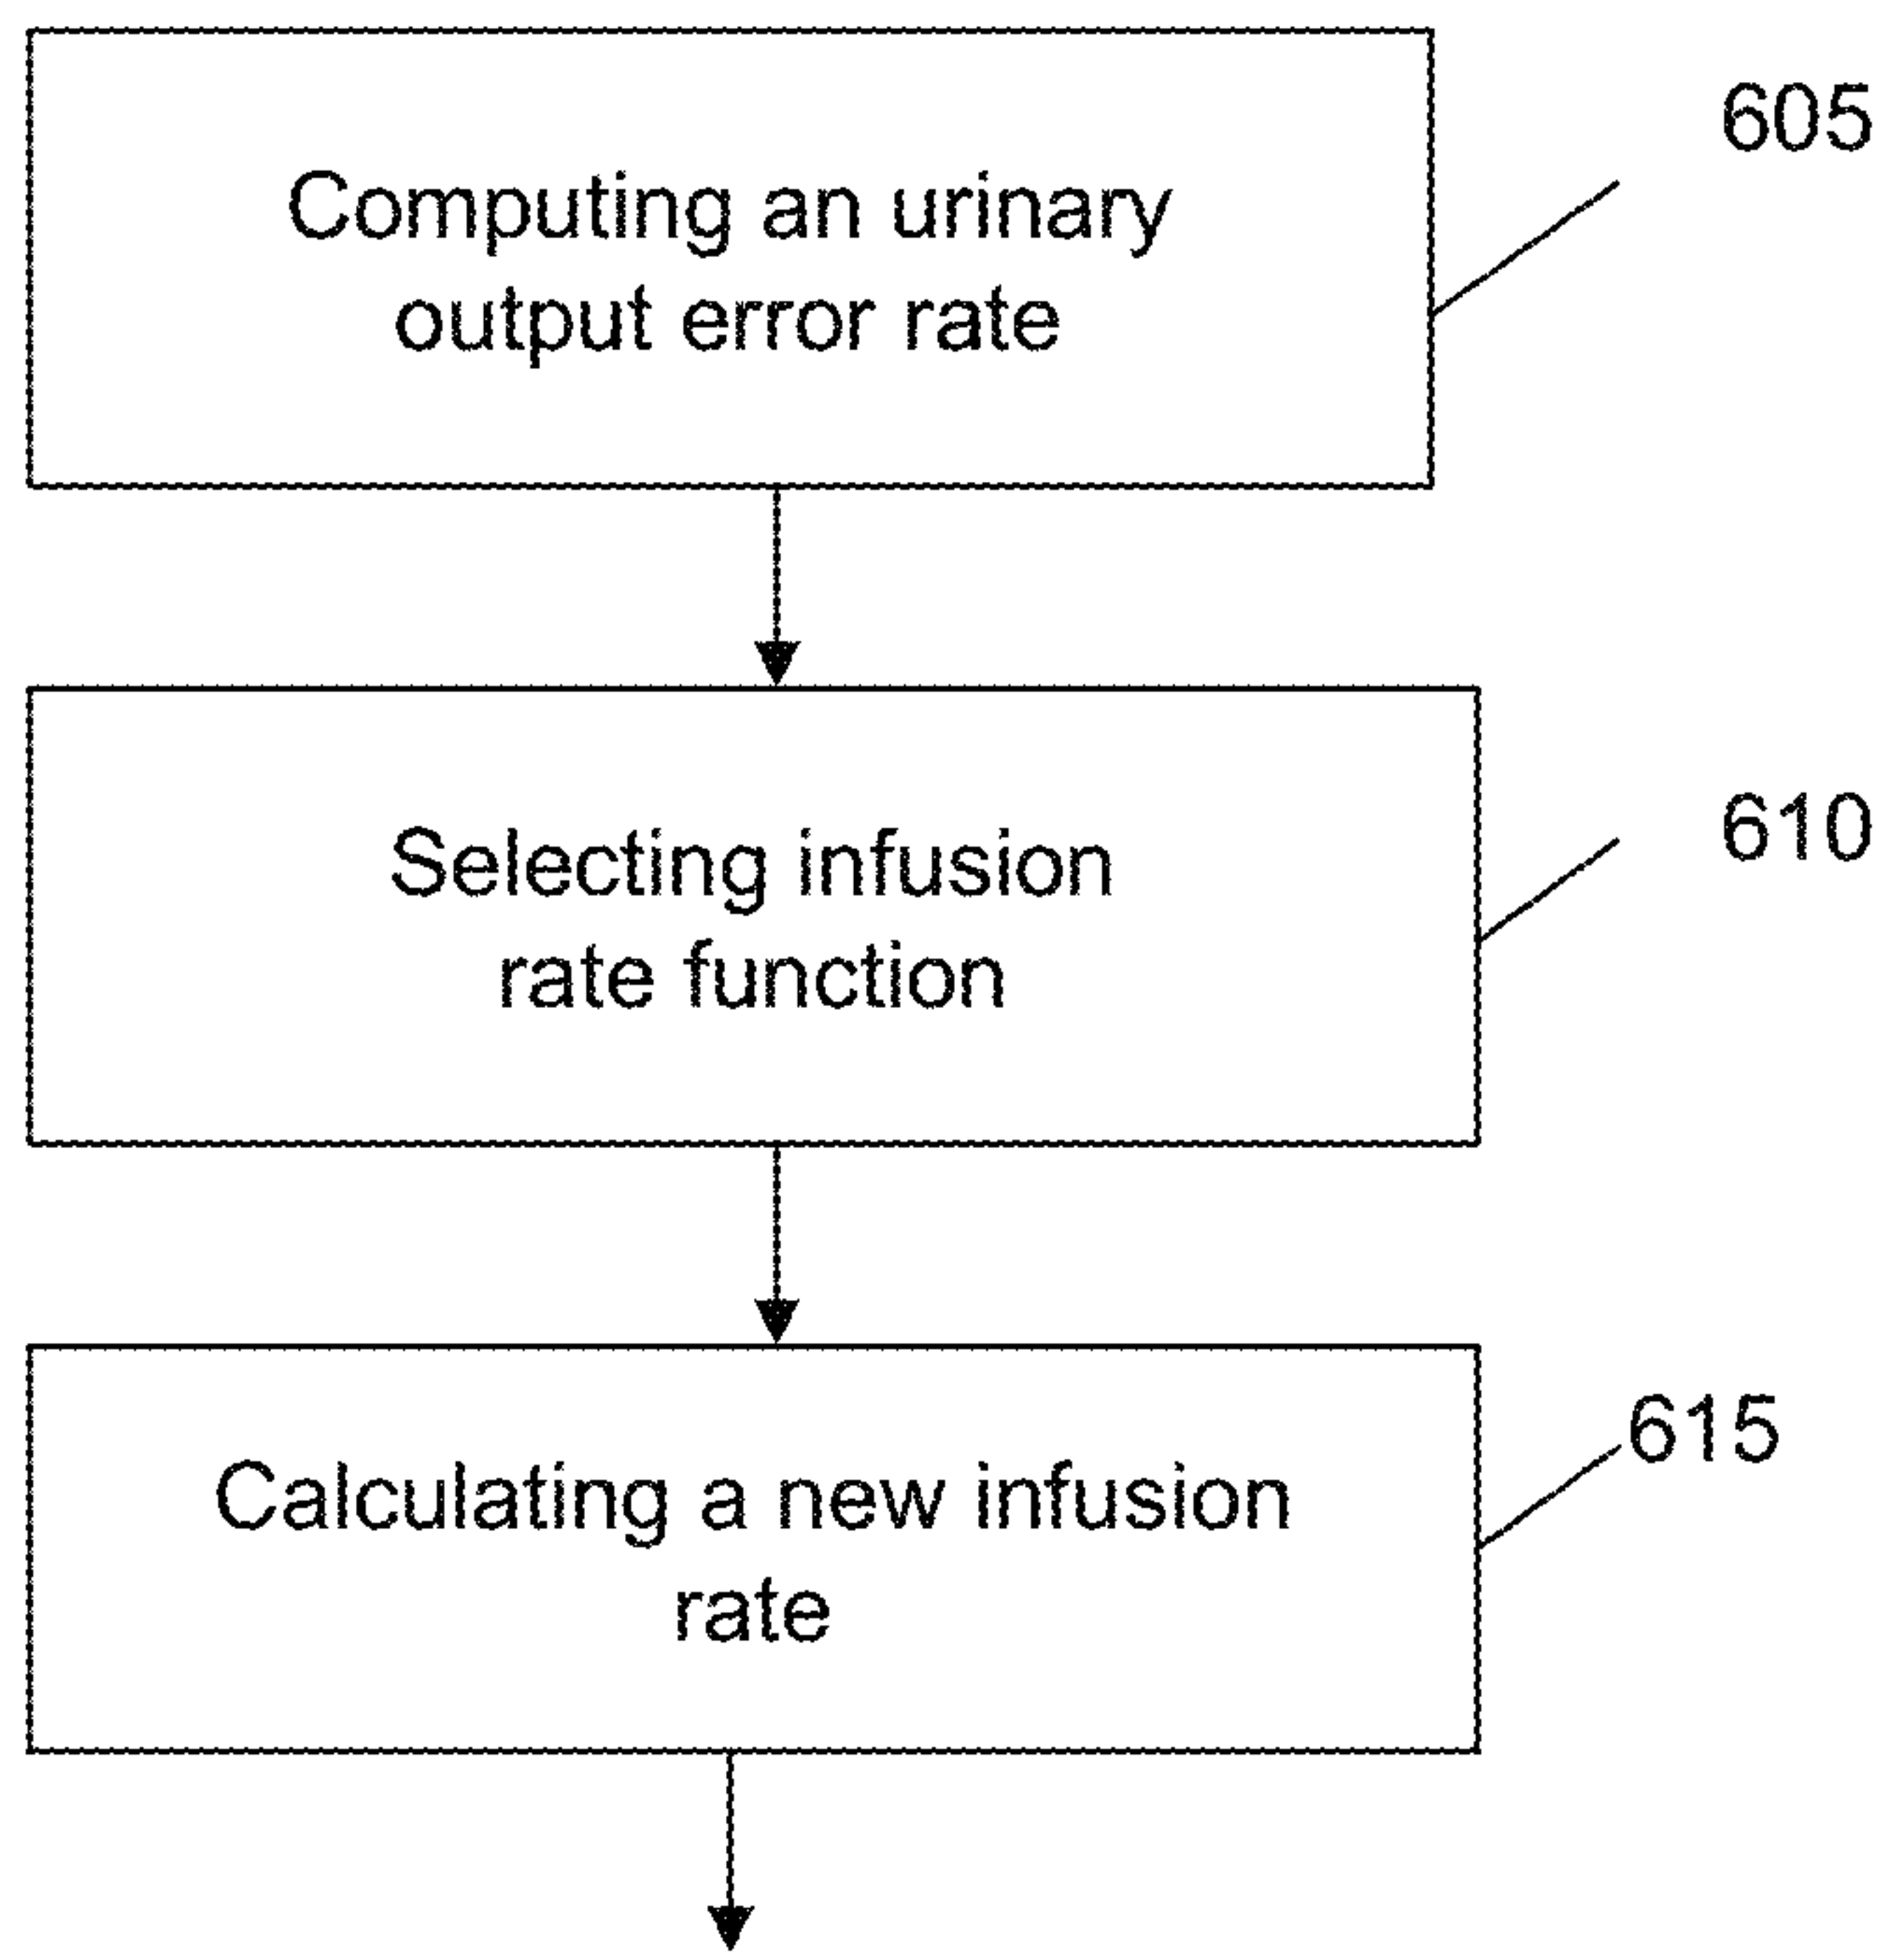 605
Computing an urinary
output error rate
610
Selecting infusion
rate function
615
Calculating a new infusion
rate